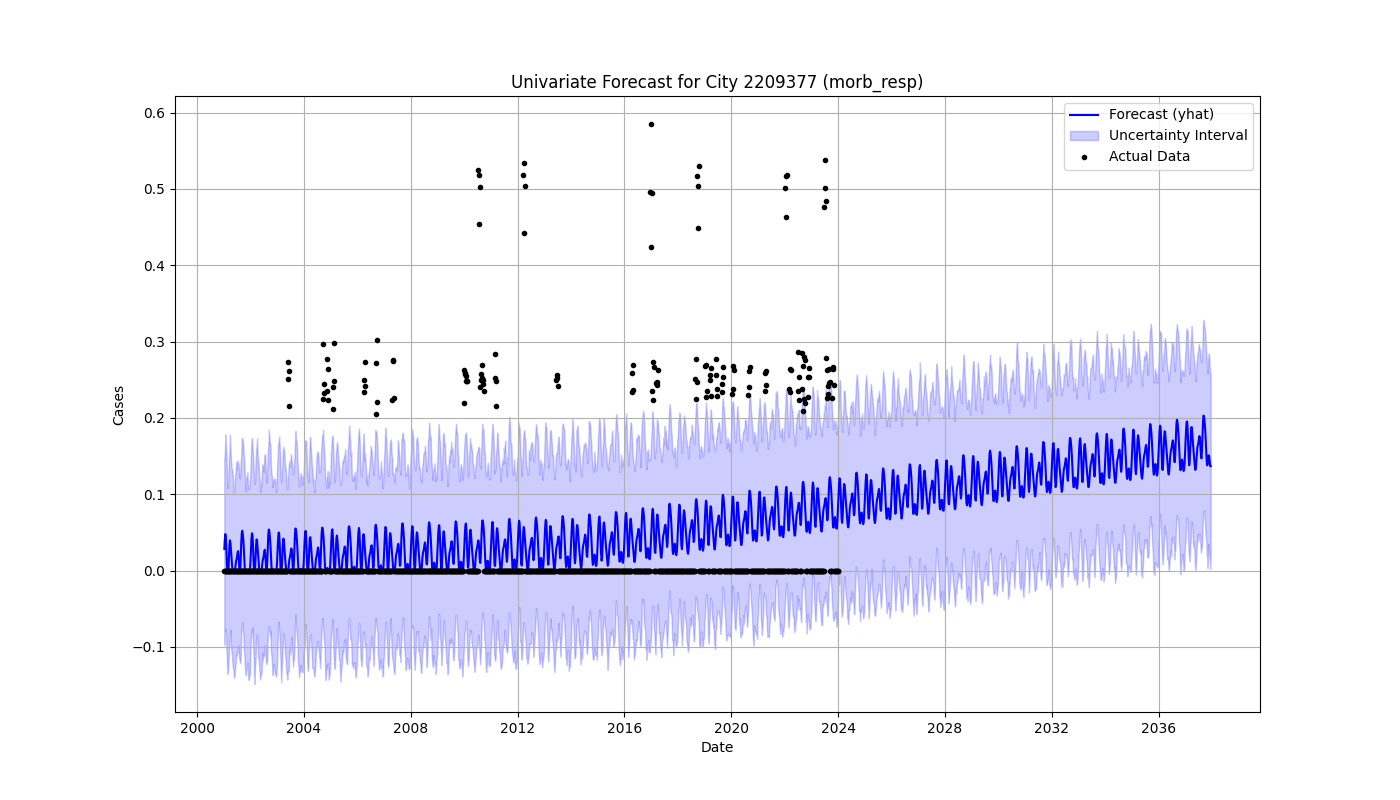 Univariate Forecast for City 2209377 (morb_resp)
Forecast (yhat)
Uncertainty Interval
Actual Data
0.6
0.5
0.4
0.3
0.2
0.1
0.0
−0.1
Cases
2000 2004 2008 2012 2016 2020 2024 2028 2032 2036
Date